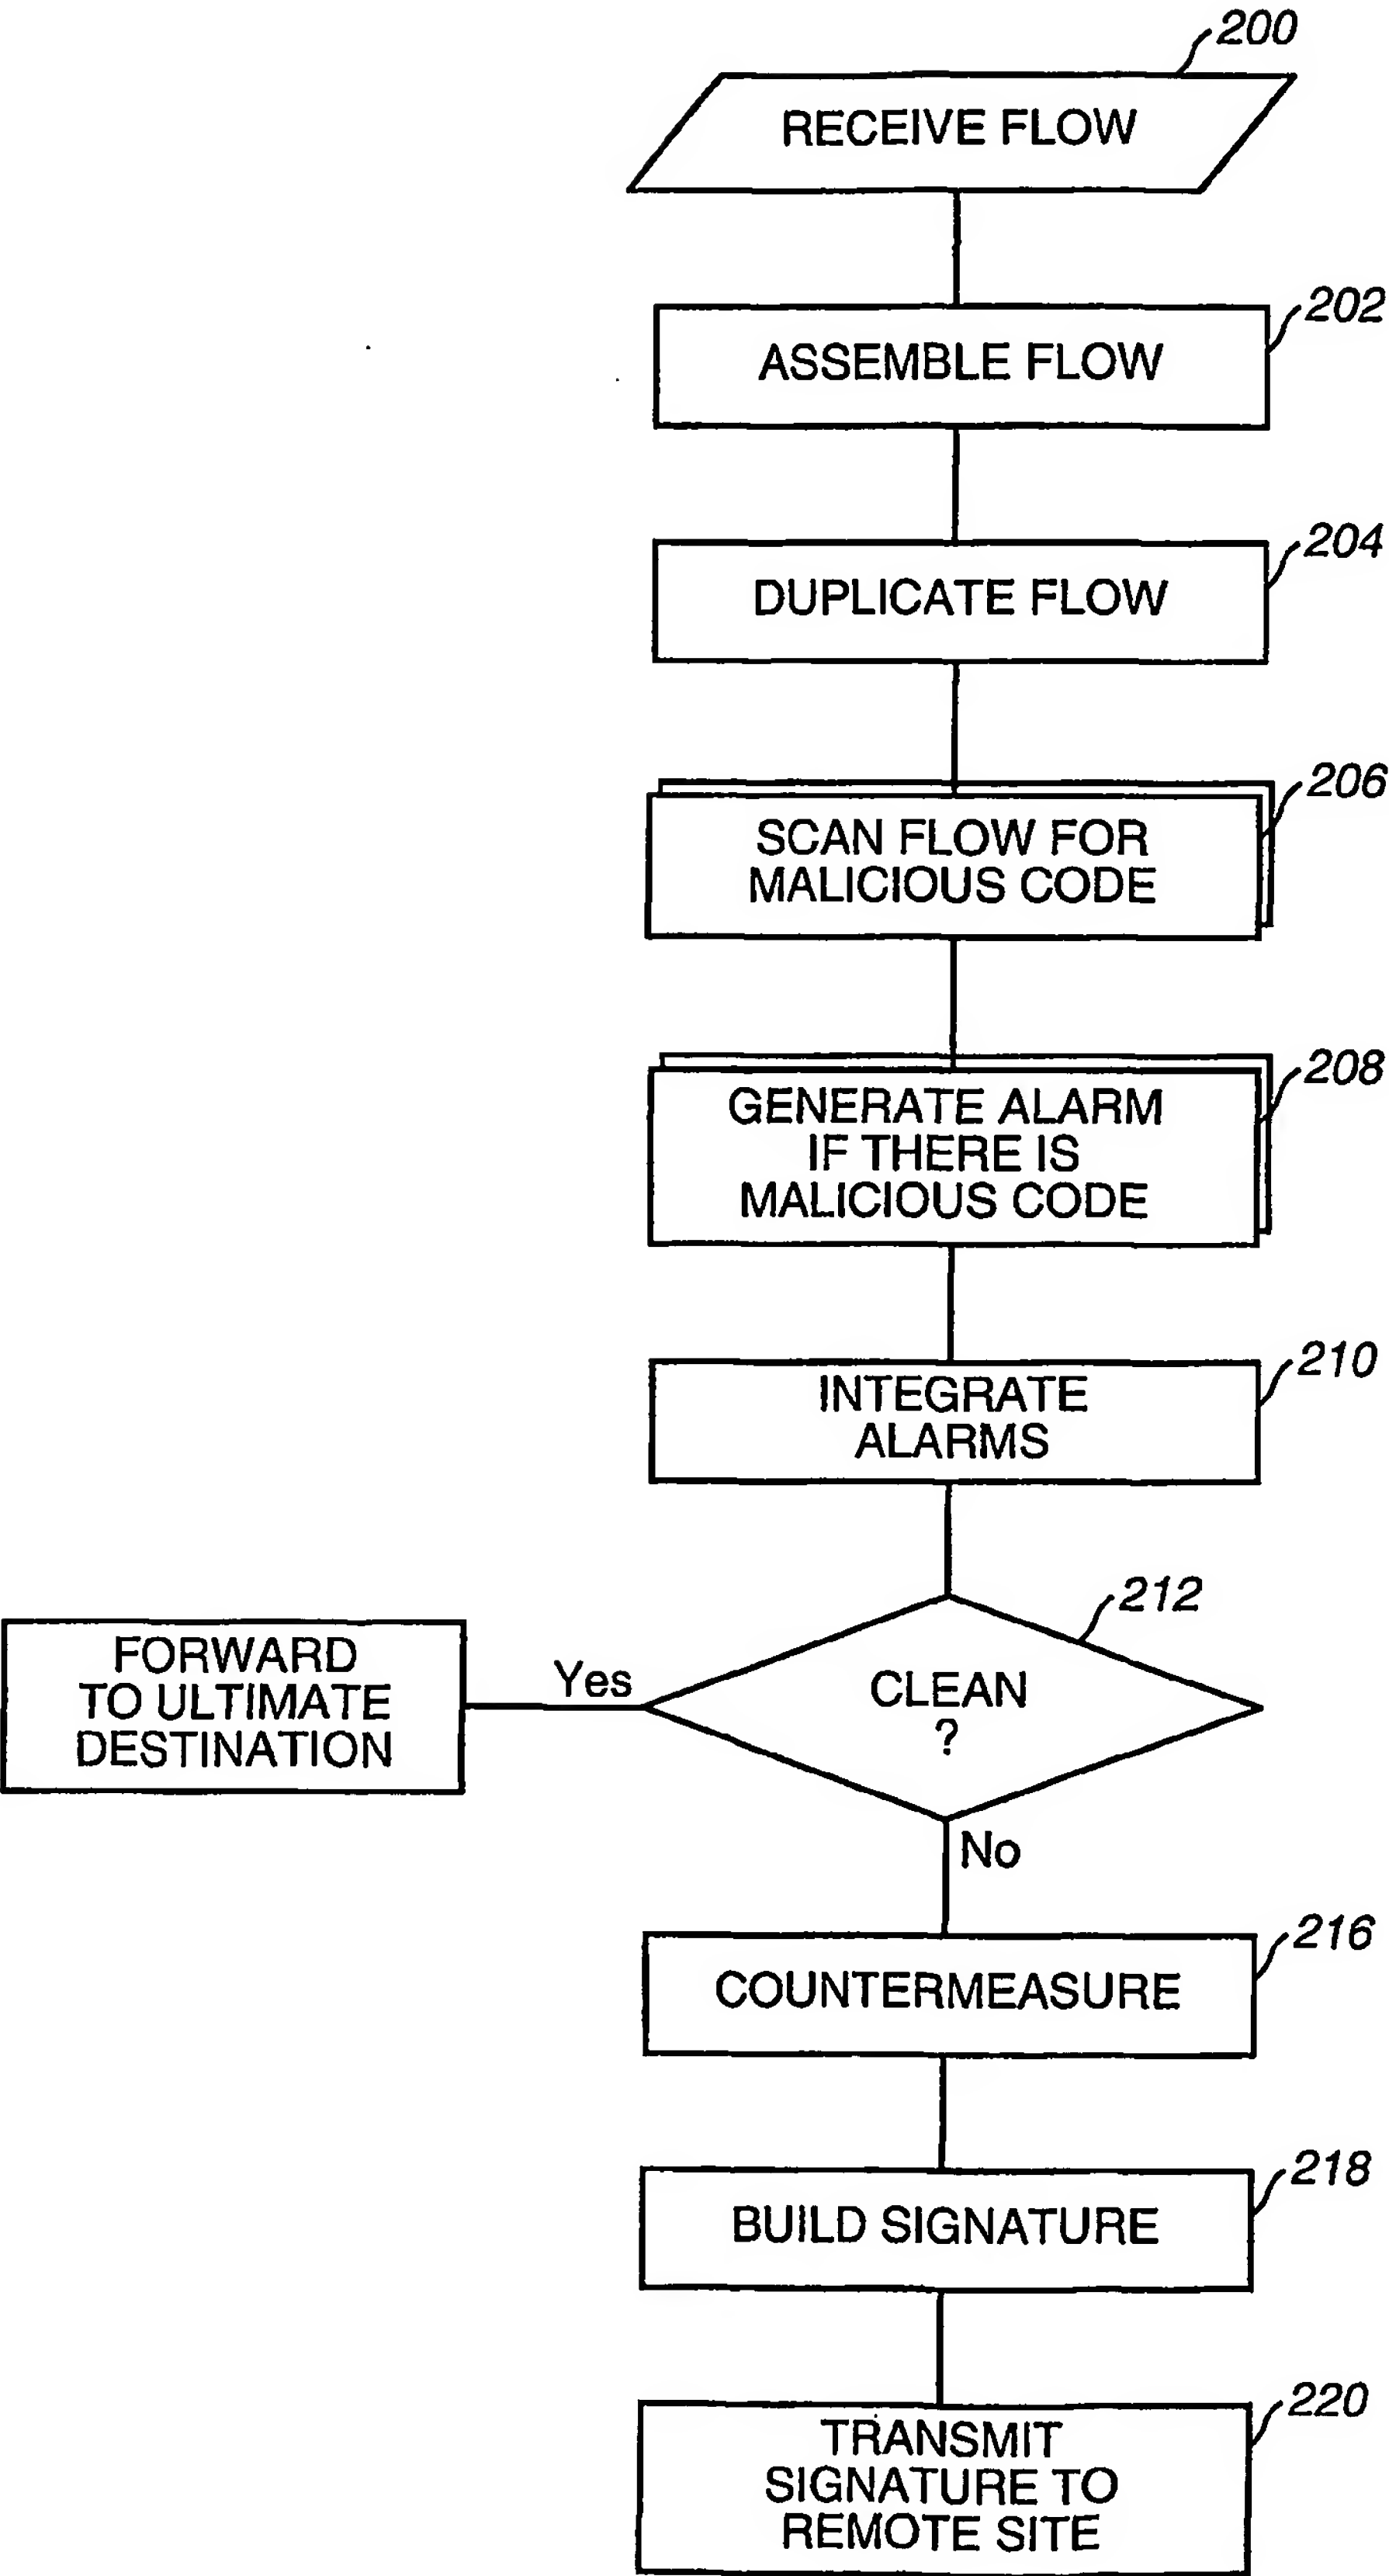 200
RECEIVE FLOW
202
ASSEMBLE FLOW
204
DUPLICATE FLOW
206
SCAN FLOW FOR
MALICIOUS CODE
208
GENERATE ALARM
IF THERE IS
MALICIOUS CODE
210
INTEGRATE
ALARMS
212
CLEAN
?
Yes
FORWARD
TO ULTIMATE
DESTINATION
No
216
COUNTERMEASURE
218
BUILD SIGNATURE
220
TRANSMIT
SIGNATURE TO
REMOTE SITE